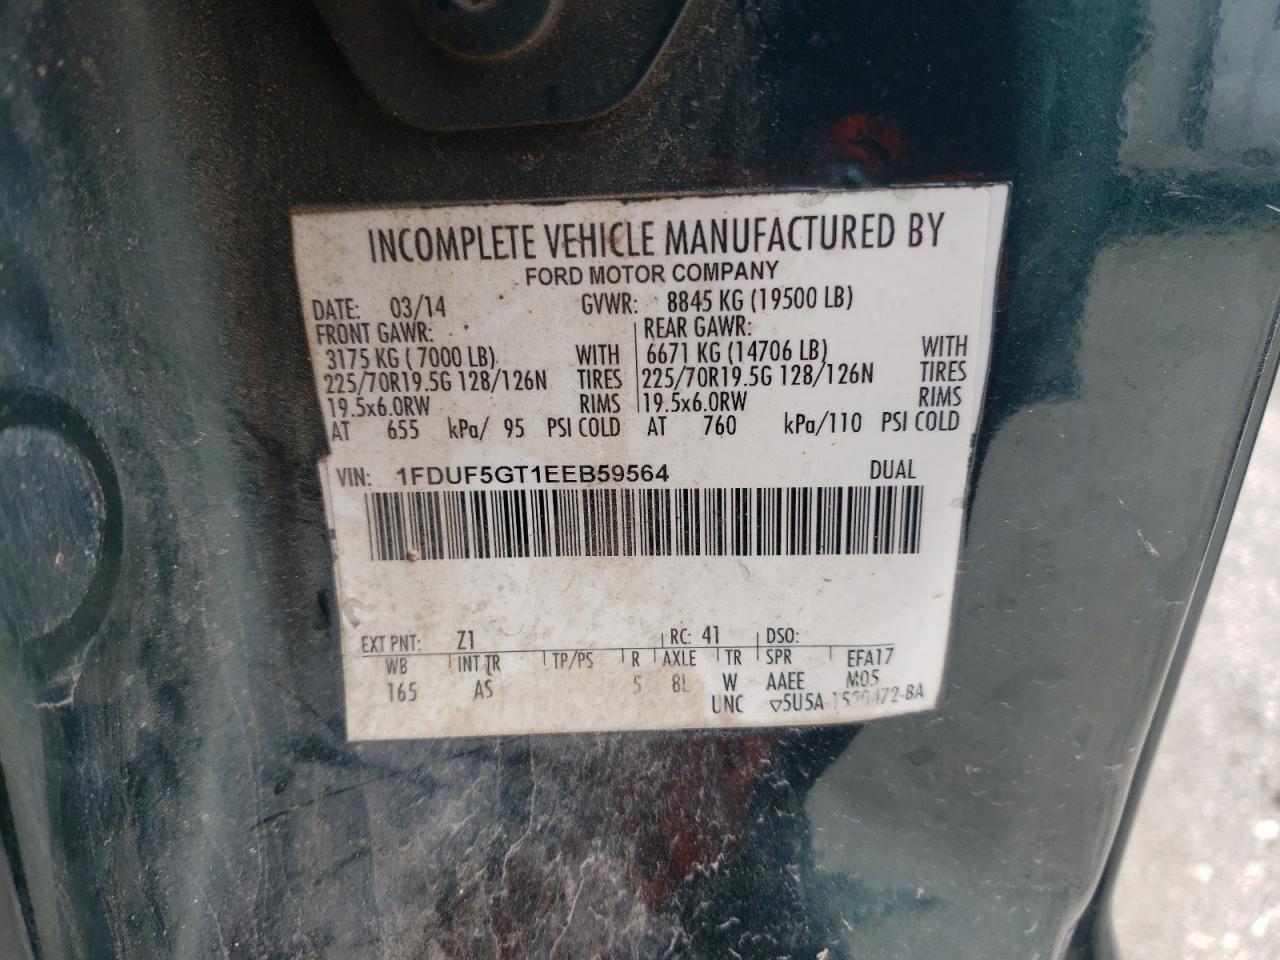 INCOMPLETE VEHICLE MANUFACTURED BY
FORD MOTOR COMPANY
DATE: 03/14 GVWR: 8845 KG (19500 LB)
FRONT GAWR: REAR GAWR:
3175 KG ( 7000 LB) WITH 6671 KG (14706 LB) WITH
225/70R19.5G 128/126N TIRES 225/70R19.5G 128/126N TIRES
19.5x6.0RW RIMS 19.5x6.0RW RIMS
AT 655 kPa/ 95 PSI COLD AT 760 kPa/110 PSI COLD
VIN: 1FDUF5GT1EEB59564 DUAL
EXT PNT: Z1 RC: 41 DSO:
WB INT TR TP/PS R AXLE TR SPR EFA17
165 AS 5 8L W AAEE M05
UNC ▽5U5A